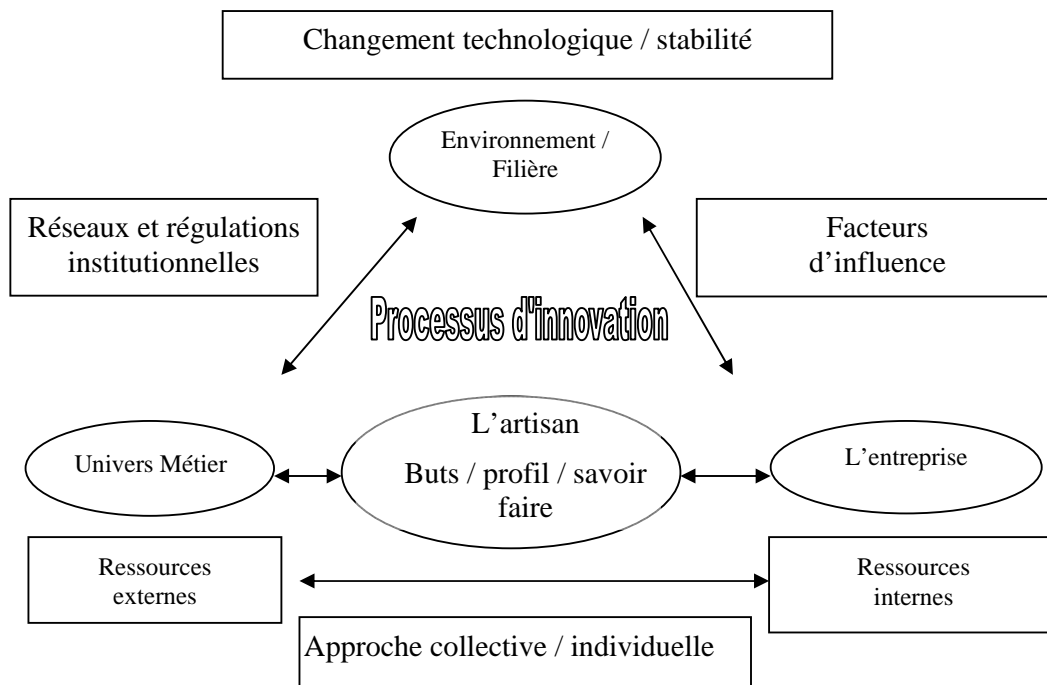 Changement technologique / stabilité
Environnement /
Filière
Réseaux et régulations
institutionnelles
Facteurs
d’influence
Processus d'innovation
Univers Métier
L’artisan
Buts / profil / savoir
faire
L’entreprise
Ressources
externes
Ressources
internes
Approche collective / individuelle